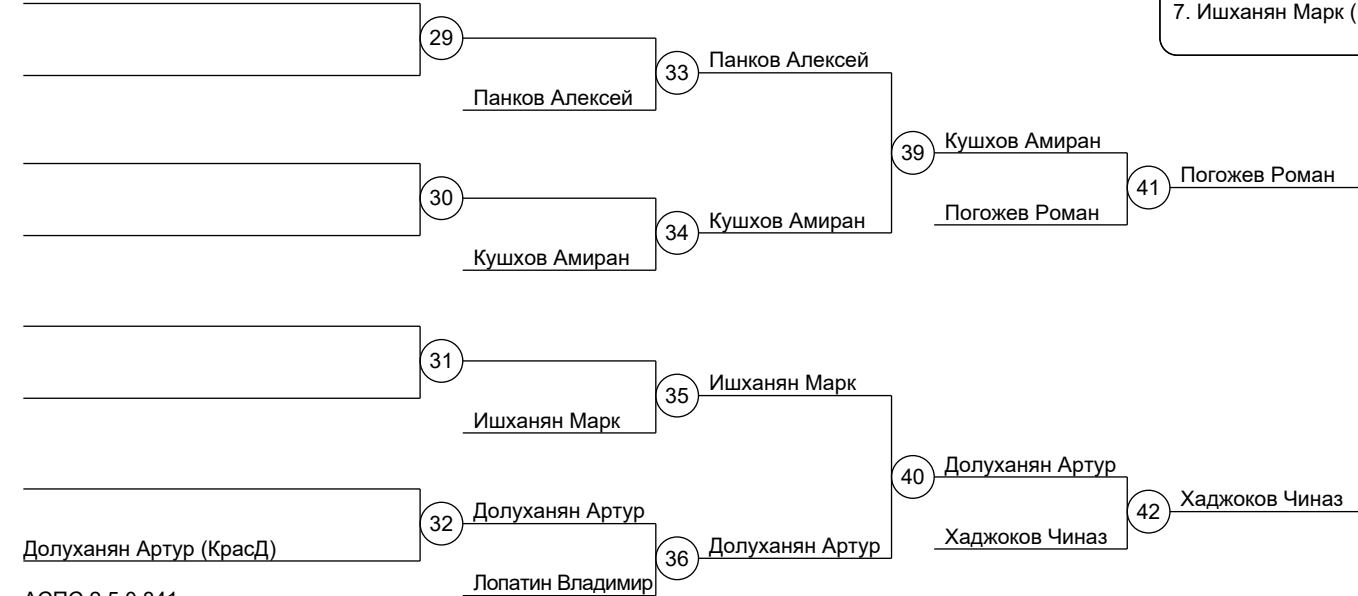 7. Ишханян Марк (
29
Панков Алексей
33
Панков Алексей
Кушхов Амиран
39
41
Погожев Роман
Погожев Роман
30
Кушхов Амиран
34
Кушхов Амиран
31
Ишханян Марк
35
Ишханян Марк
Долуханян Артур
40
42
Хаджоков Чиназ
Хаджоков Чиназ
32
Долуханян Артур
Долуханян Артур (КрасД)
36
Долуханян Артур
Лопатин Владимир